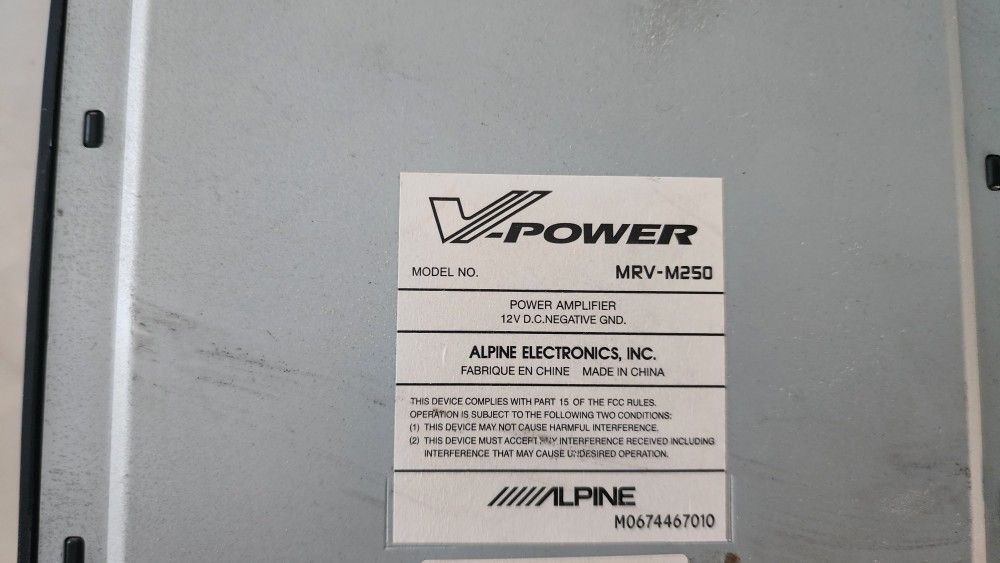 V-POWER
MODEL NO. MRV-M250
POWER AMPLIFIER
12V D.C.NEGATIVE GND.
ALPINE ELECTRONICS, INC.
FABRIQUE EN CHINE MADE IN CHINA
THIS DEVICE COMPLIES WITH PART 15 OF THE FCC RULES.
OPERATION IS SUBJECT TO THE FOLLOWING TWO CONDITIONS:
(1) THIS DEVICE MAY NOT CAUSE HARMFUL INTERFERENCE.
(2) THIS DEVICE MUST ACCEPT ANY INTERFERENCE RECEIVED INCLUDING
INTERFERENCE THAT MAY CAUSE UNDESIRED OPERATION.
ALPINE
M0674467010